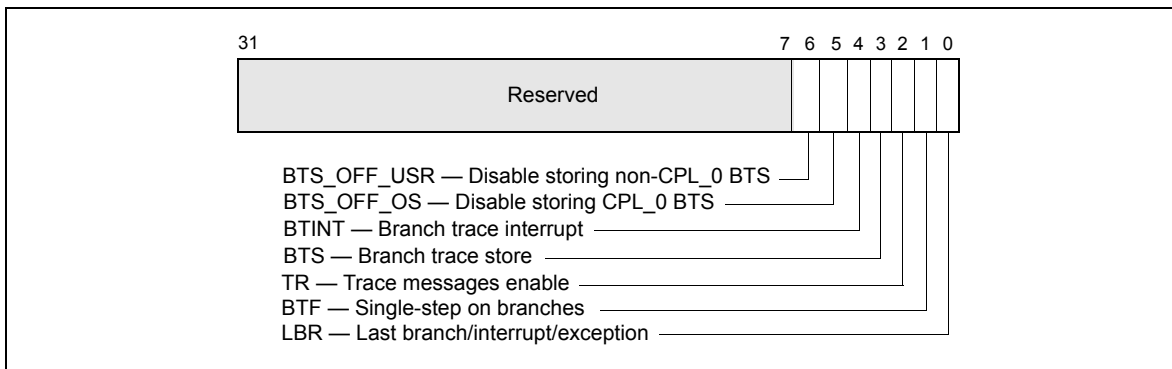 31 7 6 5 4 3 2 1 0
Reserved
BTS_OFF_USR — Disable storing non-CPL_0 BTS
BTS_OFF_OS — Disable storing CPL_0 BTS
BTINT — Branch trace interrupt
BTS — Branch trace store
TR — Trace messages enable
BTF — Single-step on branches
LBR — Last branch/interrupt/exception